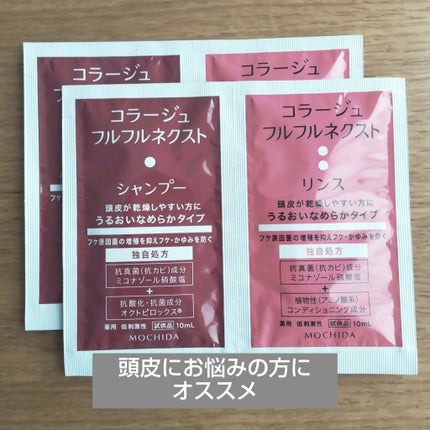 コラージュ
フルフルネクスト
シャンプー
頭皮が乾燥しやすい方に
うるおいなめらかタイプ
フケ原因菌の増殖を抑えフケ・かゆみを防ぐ
独自処方
抗真菌(抗カビ)成分
ミコナゾール硝酸塩
+
抗酸化・抗菌成分
オクトピロックス®
薬用 低刺激性 試供品 10mL
MOCHIDA
コラージュ
フルフルネクスト
リンス
頭皮が乾燥しやすい方に
うるおいなめらかタイプ
フケ原因菌の増殖を抑えフケ・かゆみを防ぐ
独自処方
抗真菌(抗カビ)成分
ミコナゾール硝酸塩
+
植物性(アミノ酸系)
コンディショニング成分
薬用 低刺激性 試供品 10mL
MOCHIDA
コラージュ
コラージュ
頭皮にお悩みの方に
オススメ